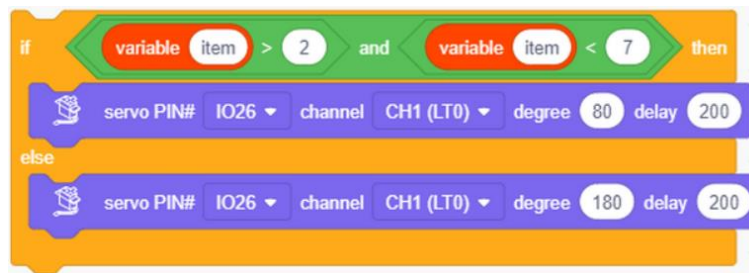 if variable item > 2 and variable item < 7 then
servo PIN# IO26 channel CH1 (LT0) degree 80 delay 200
else
servo PIN# IO26 channel CH1 (LT0) degree 180 delay 200